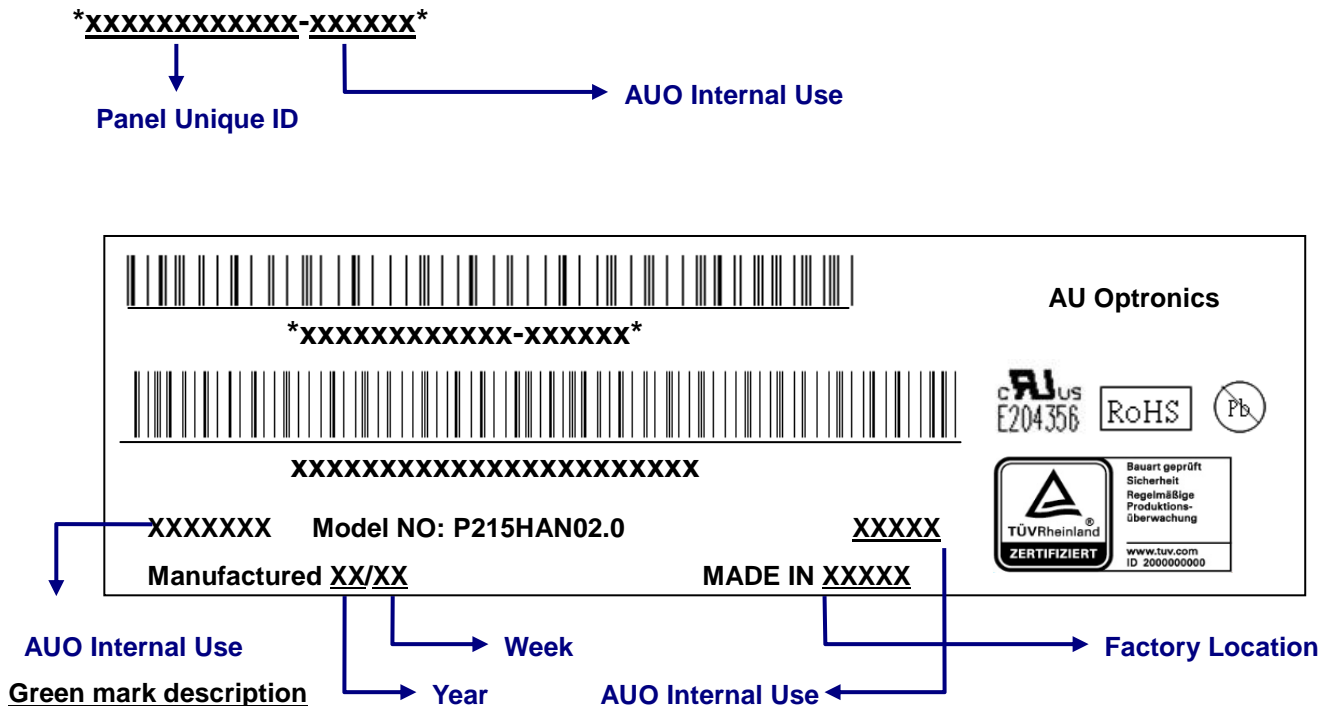 *xxxxxxxxxxxx-xxxxxx*
AUO Internal Use
Panel Unique ID
AU Optronics
*xxxxxxxxxxxx-xxxxxx*
c RU us
E204356
RoHS
Pb
xxxxxxxxxxxxxxxxxxxxxxx
TÜVRheinland®
ZERTIFIZIERT
Bauart geprüft
Sicherheit
Regelmäßige
Produktions-
überwachung
www.tuv.com
ID 2000000000
XXXXXXX Model NO: P215HAN02.0 XXXXX
Manufactured XX/XX MADE IN XXXXX
AUO Internal Use
Week
Factory Location
Green mark description
Year
AUO Internal Use